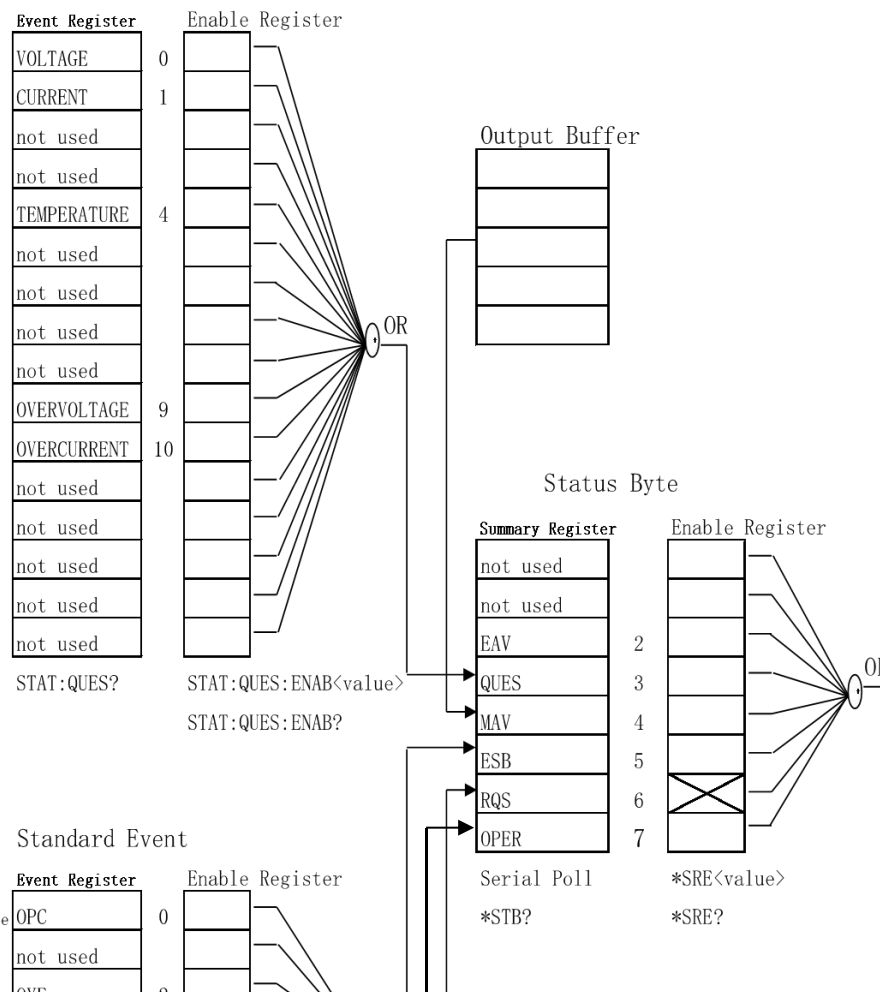 Event Register
Enable Register
VOLTAGE 0
CURRENT 1
not used
not used
TEMPERATURE 4
not used
not used
not used
not used
OVERVOLTAGE 9
OVERCURRENT 10
not used
not used
not used
not used
not used
STAT:QUES?
STAT:QUES:ENAB<value>
STAT:QUES:ENAB?
OR
Output Buffer
Status Byte
Summary Register
Enable Register
not used
not used
EAV 2
QUES 3
MAV 4
ESB 5
RQS 6
OPER 7
Serial Poll
*STB?
*SRE<value>
*SRE?
Standard Event
Event Register
Enable Register
OPC 0
not used